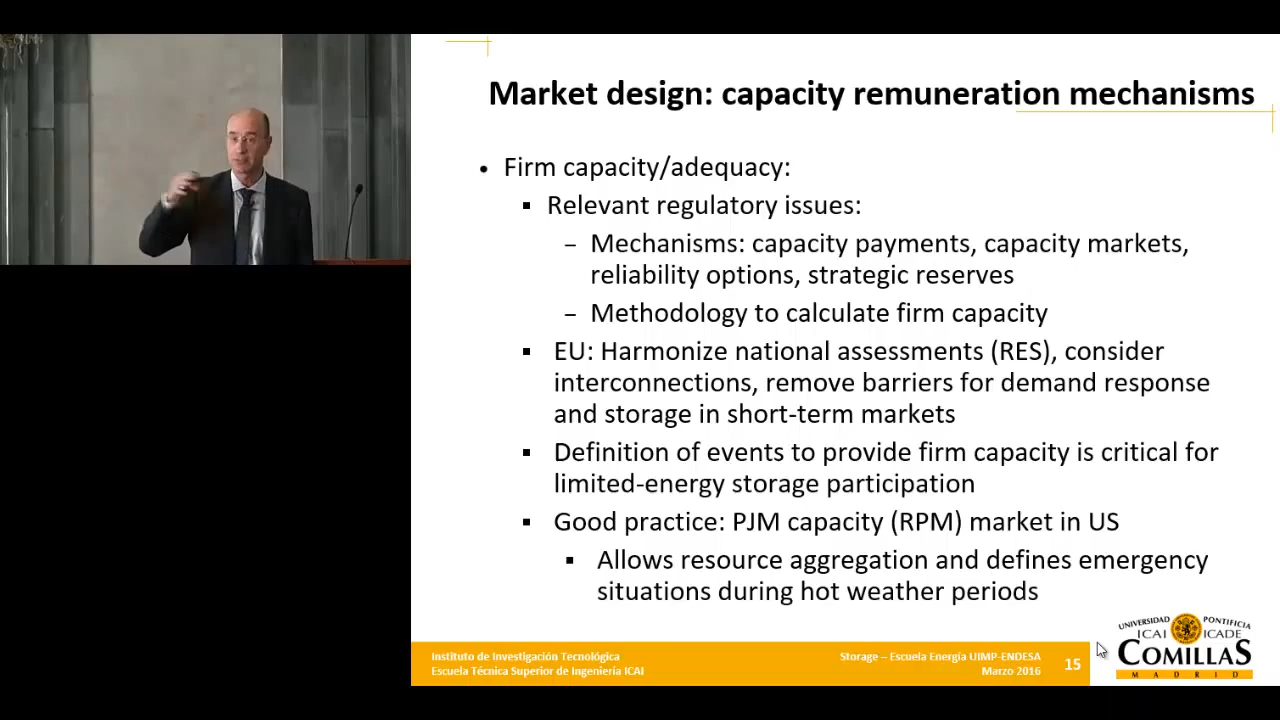 Market design: capacity remuneration mechanisms
• Firm capacity/adequacy:
▪ Relevant regulatory issues:
– Mechanisms: capacity payments, capacity markets,
reliability options, strategic reserves
– Methodology to calculate firm capacity
▪ EU: Harmonize national assessments (RES), consider
interconnections, remove barriers for demand response
and storage in short-term markets
▪ Definition of events to provide firm capacity is critical for
limited-energy storage participation
▪ Good practice: PJM capacity (RPM) market in US
▪ Allows resource aggregation and defines emergency
situations during hot weather periods
Instituto de Investigación Tecnológica
Escuela Técnica Superior de Ingeniería ICAI
Storage – Escuela Energía UIMP-ENDESA
Marzo 2016
15
UNIVERSIDAD PONTIFICIA
ICAI ICADE
COMILLAS
MADRID